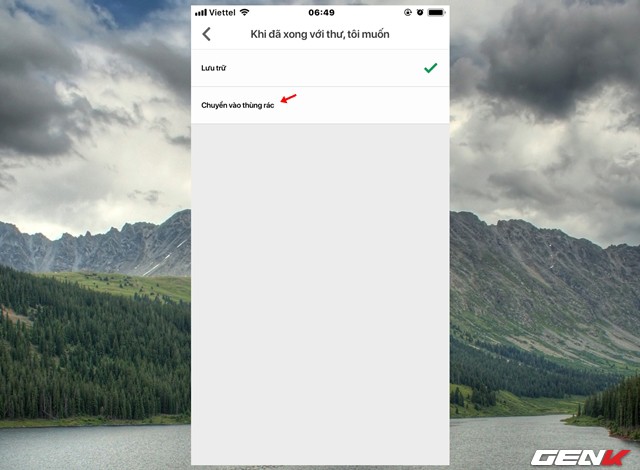 Viettel 06:49
Khi đã xong với thư, tôi muốn
Lưu trữ
Chuyển vào thùng rác
GENK